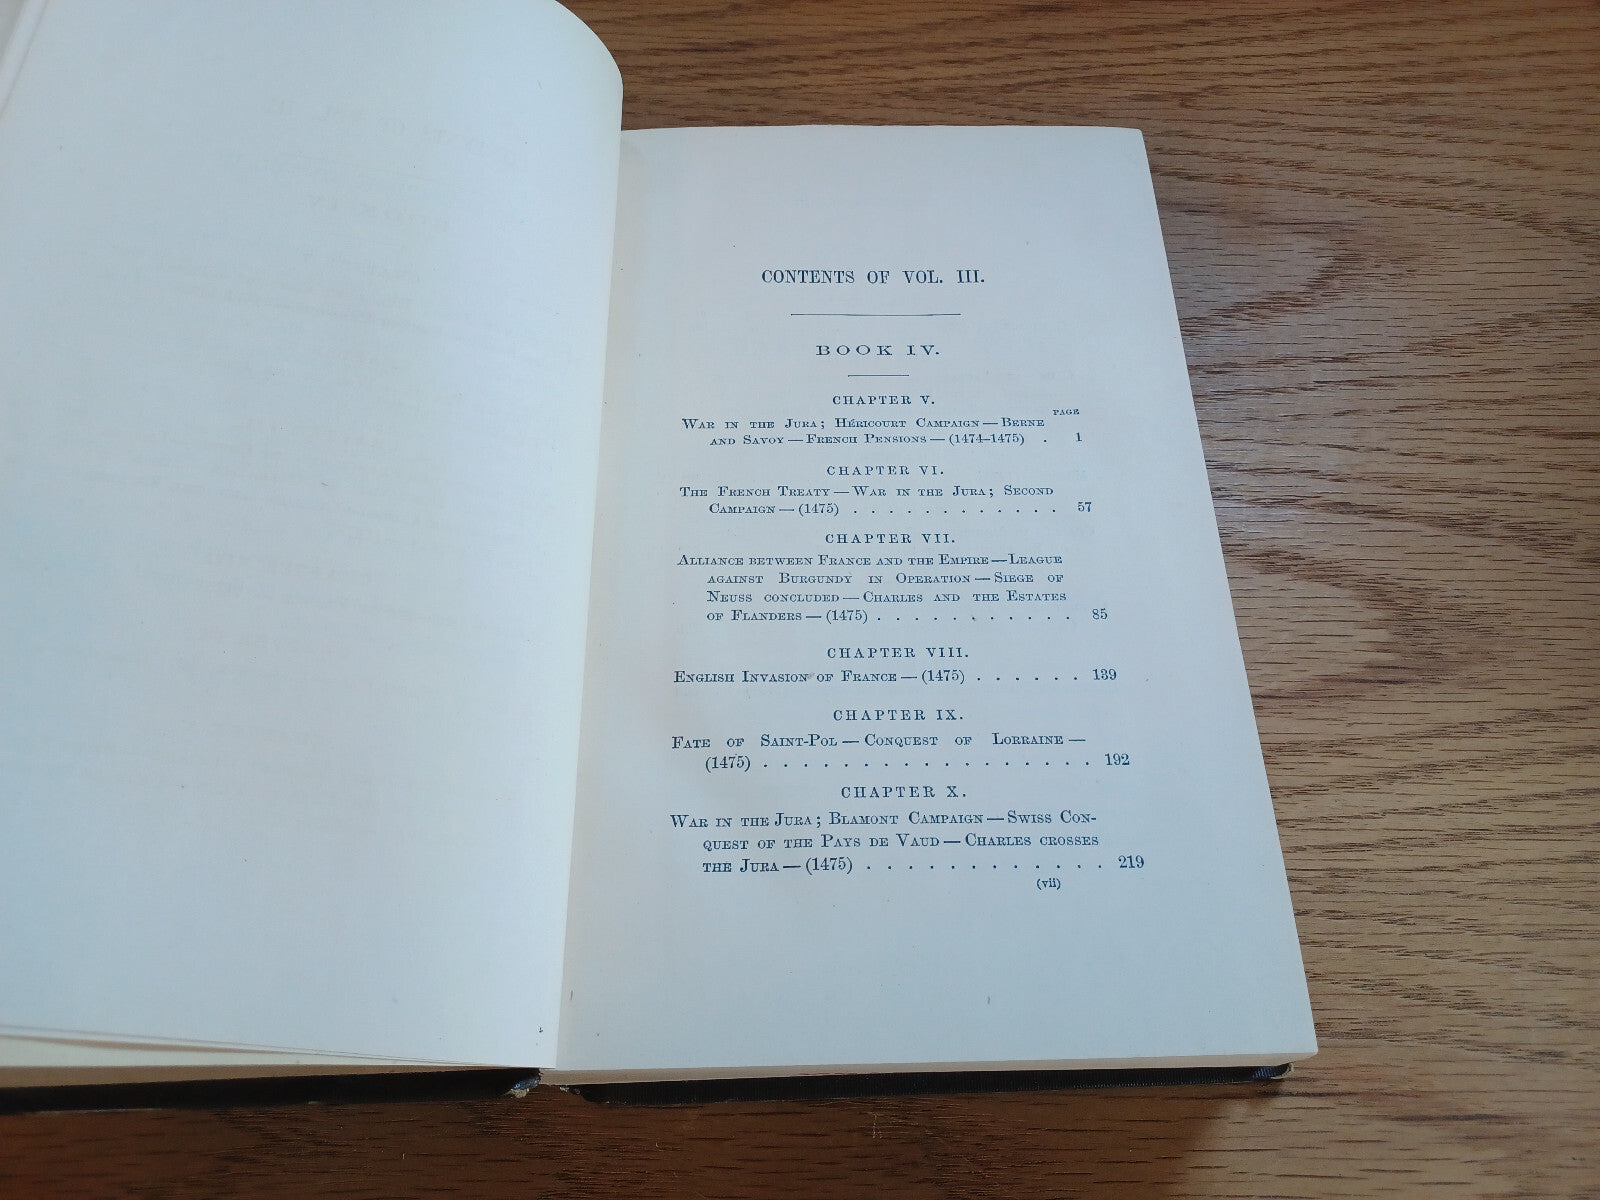 CONTENTS OF VOL. III.
BOOK IV.
CHAPTER V.
PAGE
WAR IN THE JURA; HÉRICOURT CAMPAIGN — BERNE
AND SAVOY — FRENCH PENSIONS — (1474-1475) . 1
CHAPTER VI.
THE FRENCH TREATY — WAR IN THE JURA; SECOND
CAMPAIGN — (1475) . . . . . . . . . . . . 57
CHAPTER VII.
ALLIANCE BETWEEN FRANCE AND THE EMPIRE — LEAGUE
AGAINST BURGUNDY IN OPERATION — SIEGE OF
NEUSS CONCLUDED — CHARLES AND THE ESTATES
OF FLANDERS — (1475) . . . . . . . . . . . 85
CHAPTER VIII.
ENGLISH INVASION OF FRANCE — (1475) . . . . . . 139
CHAPTER IX.
FATE OF SAINT-POL — CONQUEST OF LORRAINE —
(1475) . . . . . . . . . . . . . . . . . 192
CHAPTER X.
WAR IN THE JURA; BLAMONT CAMPAIGN — SWISS CON-
QUEST OF THE PAYS DE VAUD — CHARLES CROSSES
THE JURA — (1475) . . . . . . . . . . . . 219
(vii)